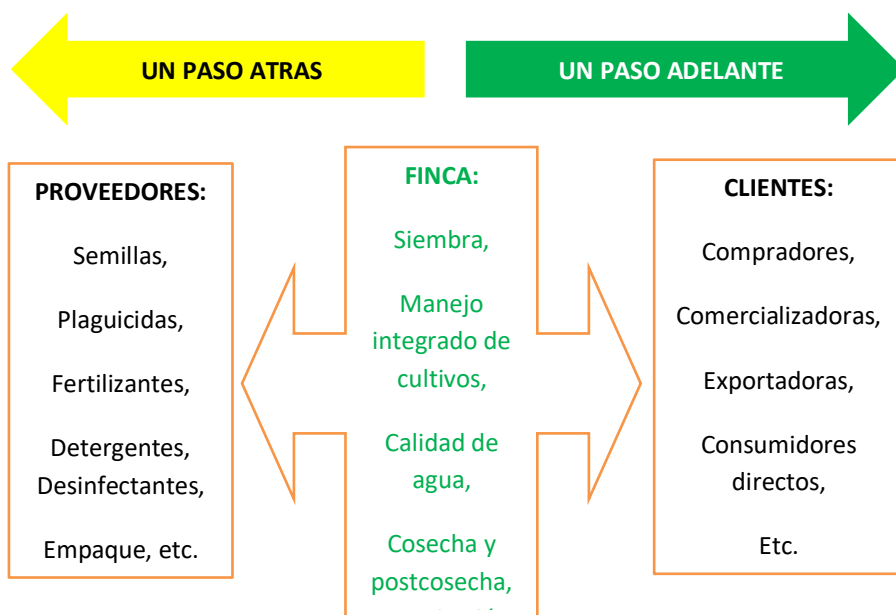 UN PASO ATRAS
UN PASO ADELANTE
PROVEEDORES:
Semillas,
Plaguicidas,
Fertilizantes,
Detergentes,
Desinfectantes,
Empaque, etc.
FINCA:
Siembra,
Manejo
integrado de
cultivos,
Calidad de
agua,
Cosecha y
postcosecha,
CLIENTES:
Compradores,
Comercializadoras,
Exportadoras,
Consumidores
directos,
Etc.